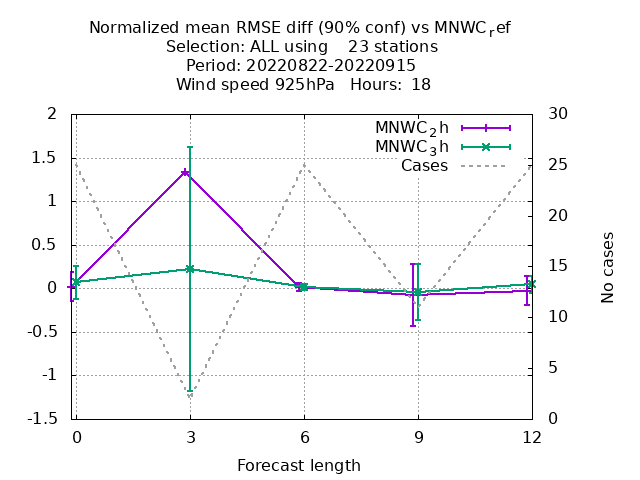 Normalized mean RMSE diff (90% conf) vs MNWC_ref
Selection: ALL using    23 stations
Period: 20220822-20220915
Wind speed 925hPa   Hours:  18
MNWC_2h
MNWC_3h
Cases
2
1.5
1
0.5
0
-0.5
-1
-1.5
30
25
20
15
10
5
0
No cases
0 3 6 9 12
Forecast length